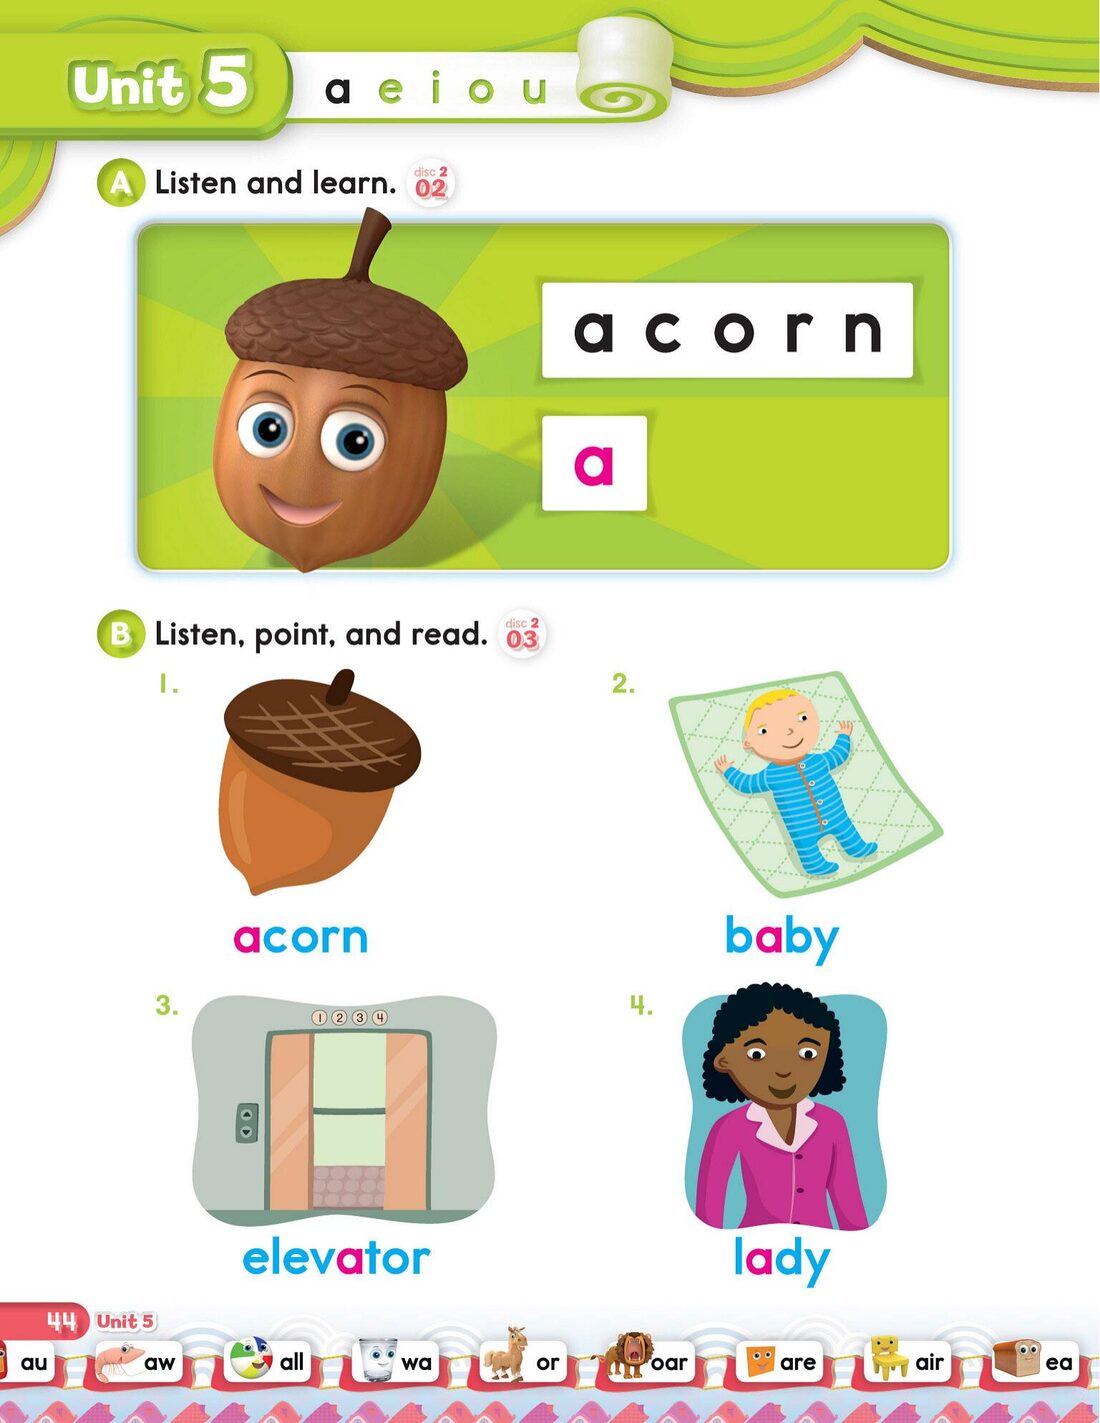 Unit 5
a e i o u
A Listen and learn. disc 2 02
a c o r n
a
B Listen, point, and read. disc 2 03
1.
2.
acorn
baby
3.
4.
1 2 3 4
elevator
lady
44 Unit 5
au aw all wa or oar are air ea